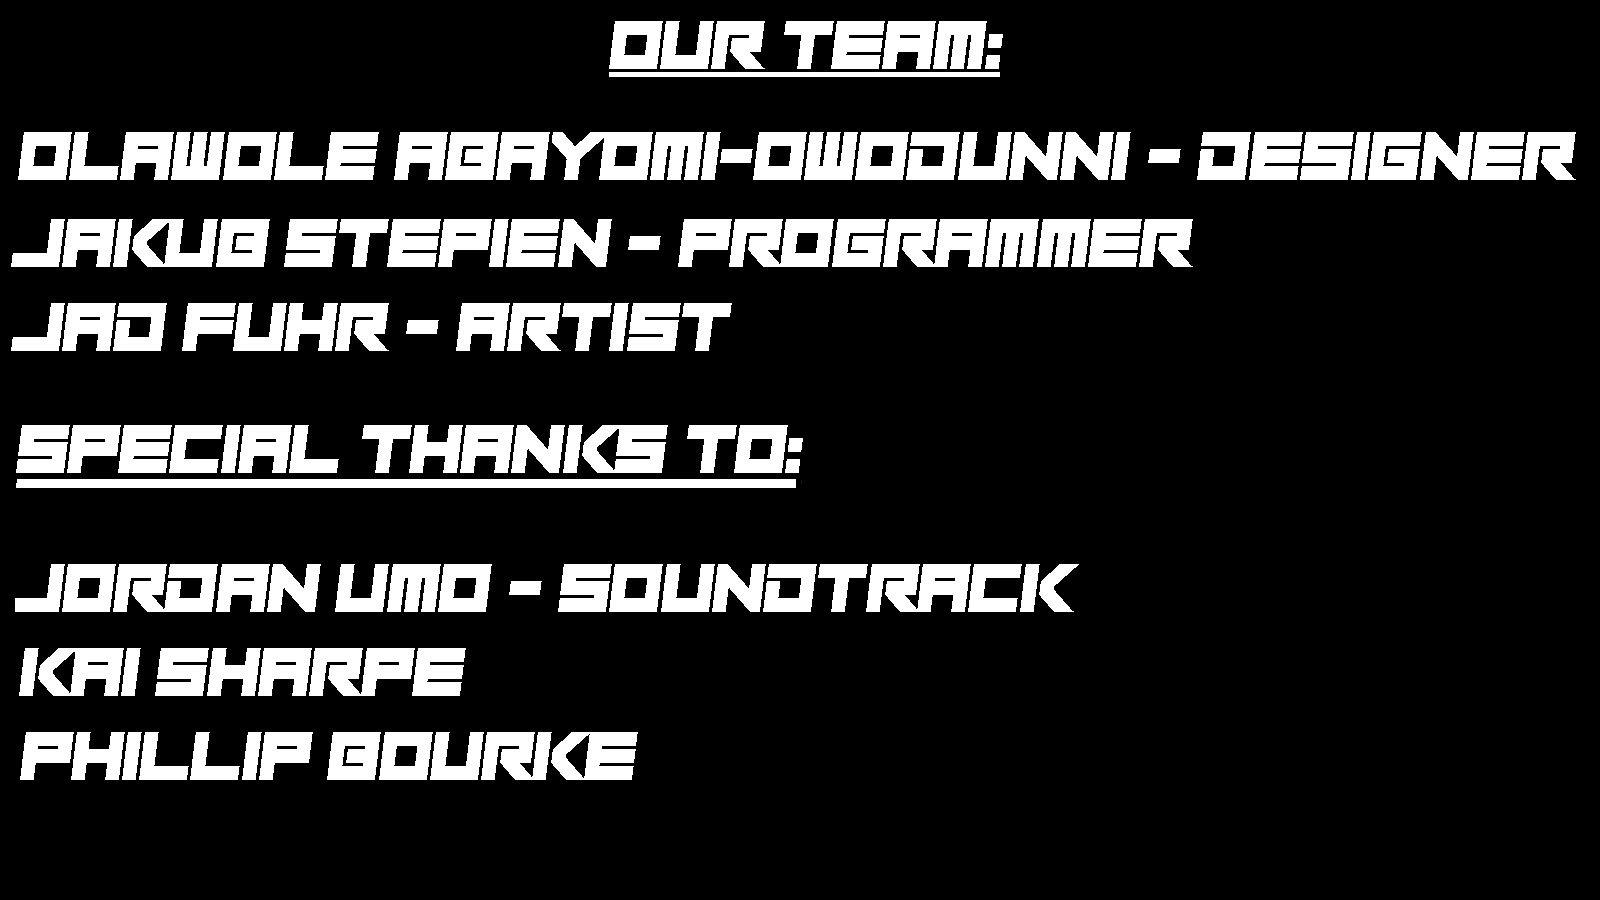 OUR TEAM:
OLAWOLE ABAYOMI-OWODUNNI - DESIGNER
JAKUB STEPIEN - PROGRAMMER
JAD FUHR - ARTIST
SPECIAL THANKS TO:
JORDAN UMO - SOUNDTRACK
KAI SHARPE
PHILLIP BOURKE